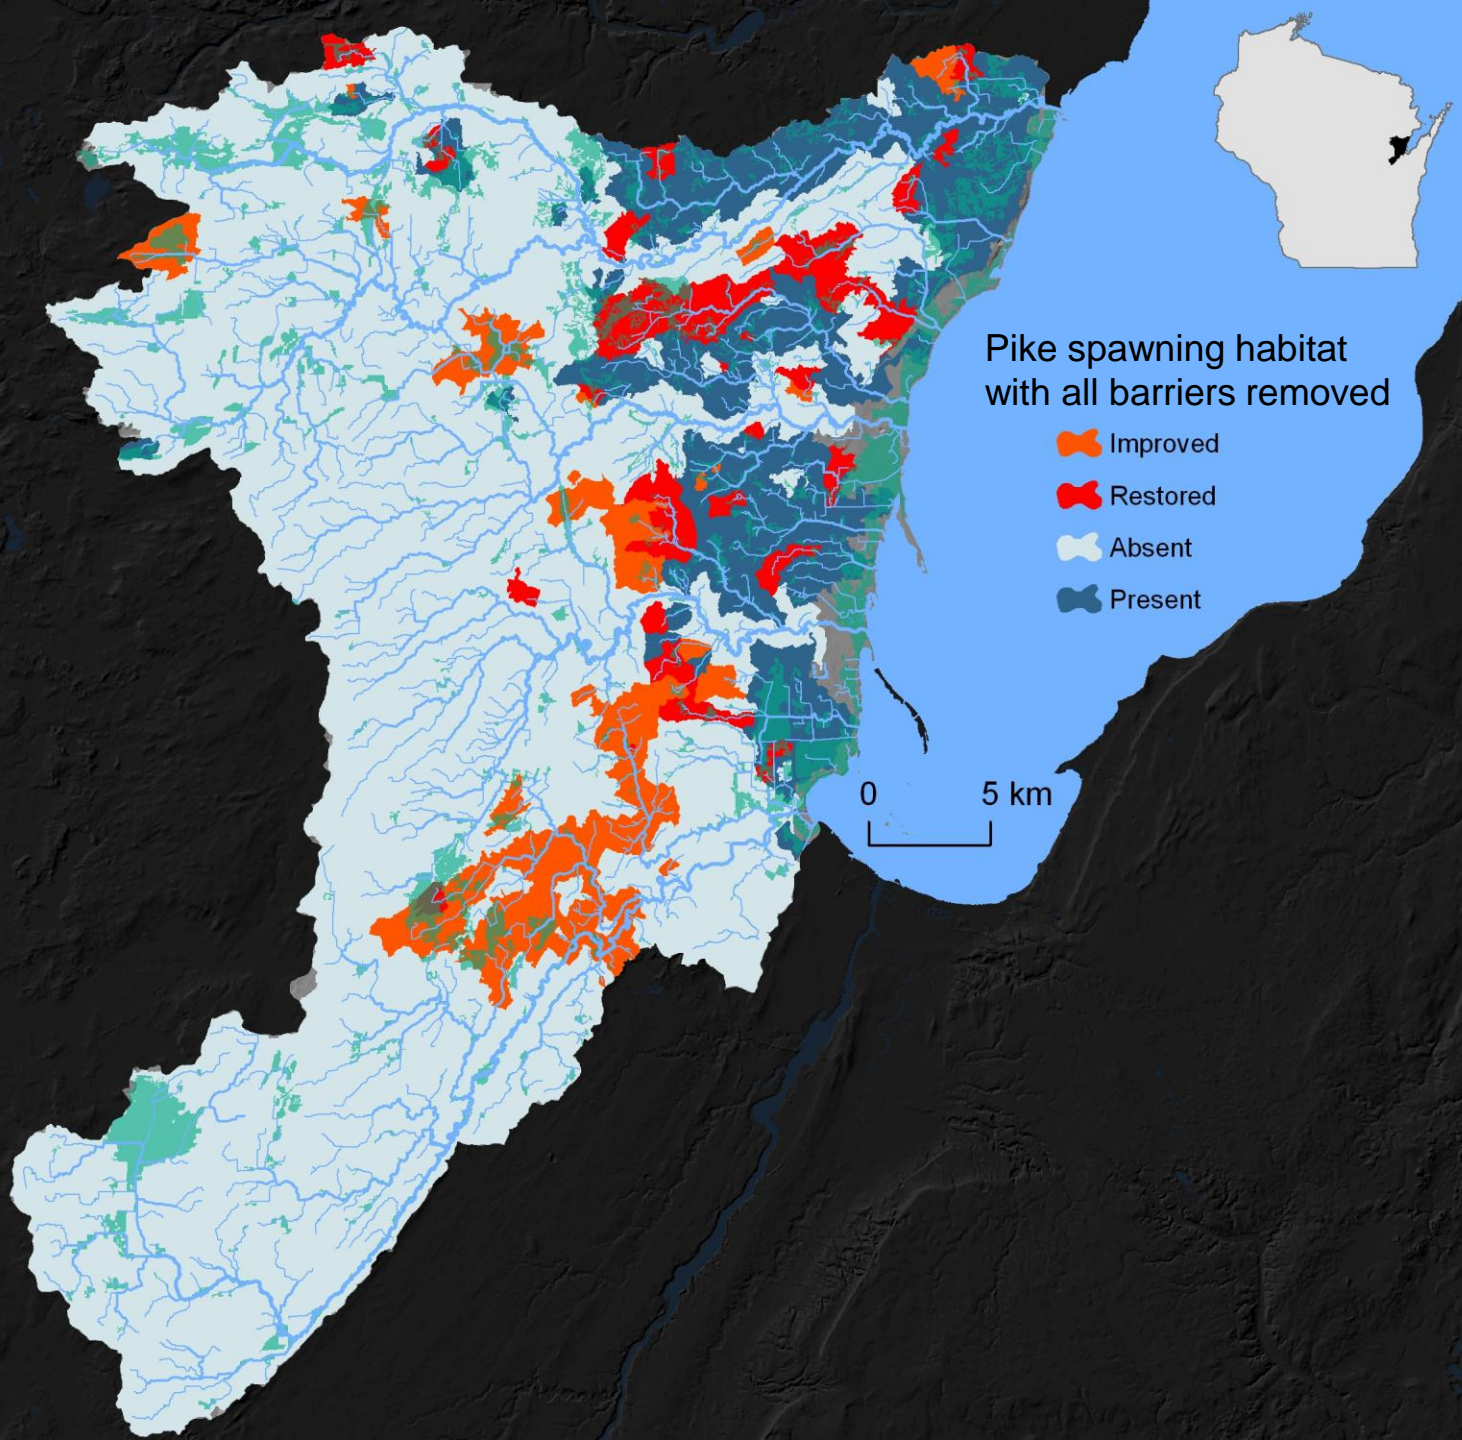 Pike spawning habitat
with all barriers removed
Improved
Restored
Absent
Present
0 5 km